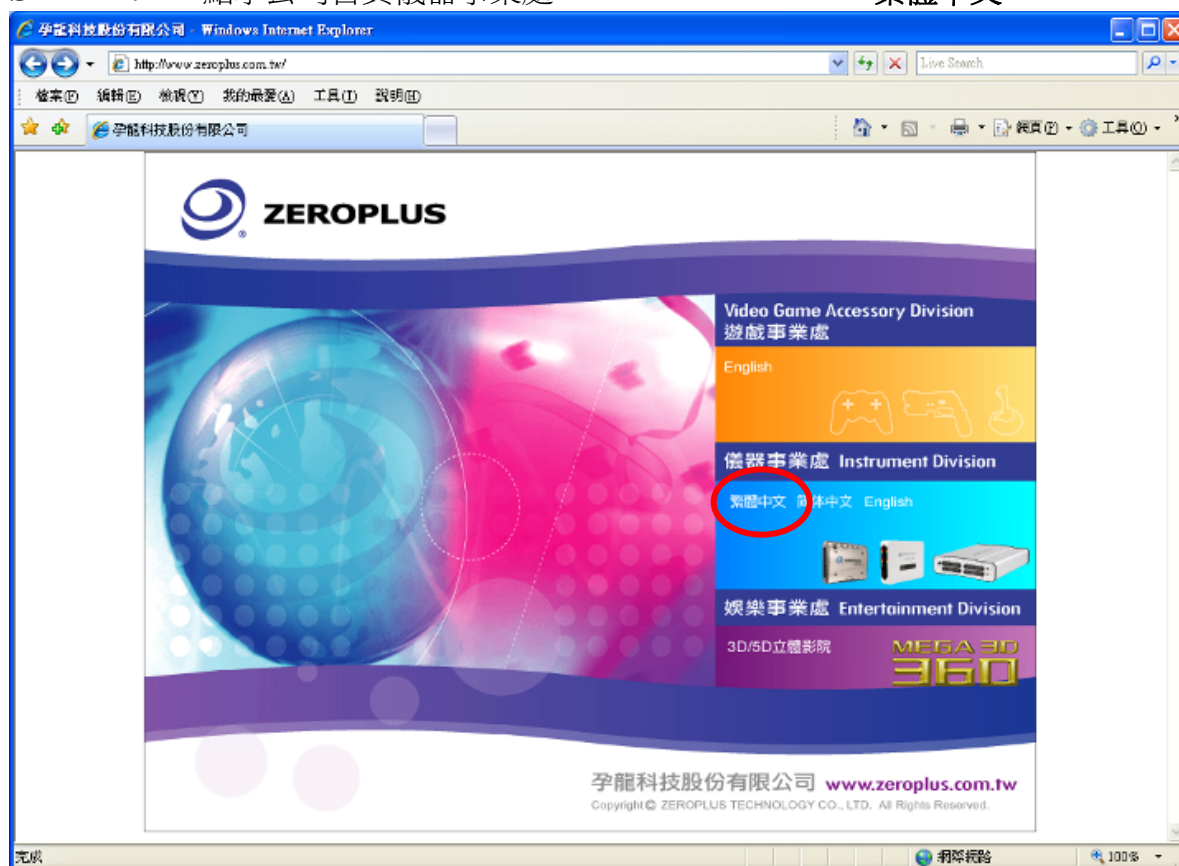 孕龍科技股份有限公司 - Windows Internet Explorer
http://www.zeroplus.com.tw/
Live Search
檔案(F) 編輯(E) 檢視(V) 我的最愛(A) 工具(T) 說明(H)
孕龍科技股份有限公司
網頁(P) 工具(O)
ZEROPLUS
Video Game Accessory Division
遊戲事業處
English
儀器事業處 Instrument Division
繁體中文 简体中文 English
娛樂事業處 Entertainment Division
3D/5D立體影院 MEGA 3D
360
孕龍科技股份有限公司 www.zeroplus.com.tw
Copyright© ZEROPLUS TECHNOLOGY CO., LTD. All Rights Reserved.
完成 網際網路 100%